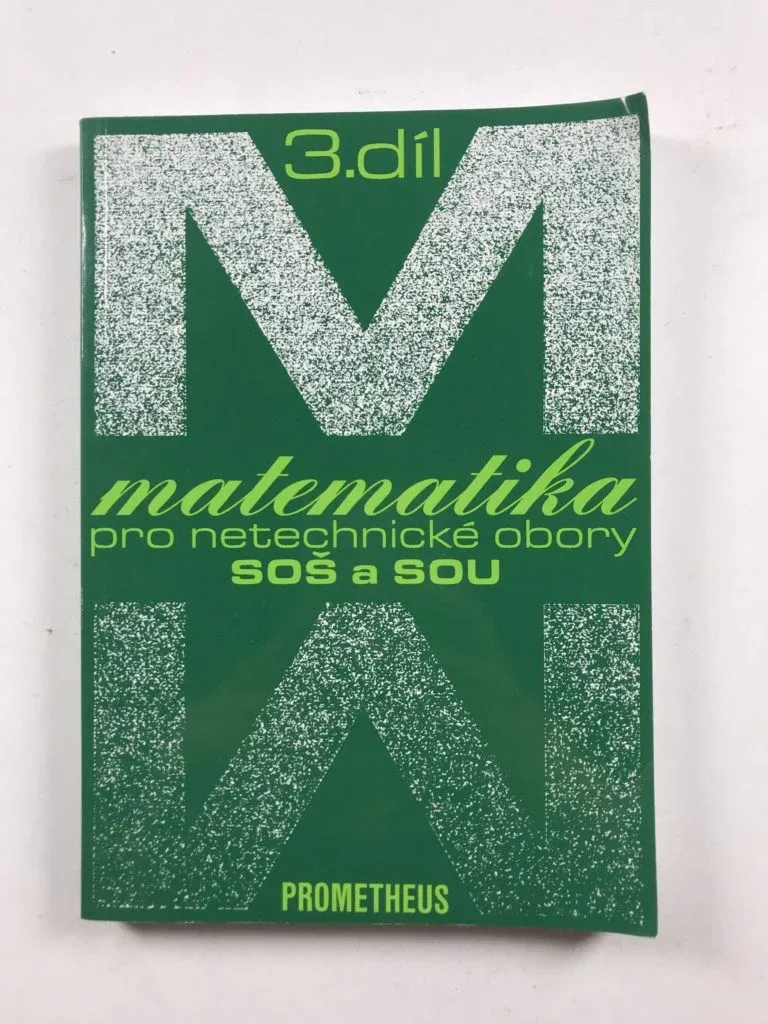 3.díl
M
matematika
pro netechnické obory
SOŠ a SOU
PROMETHEUS